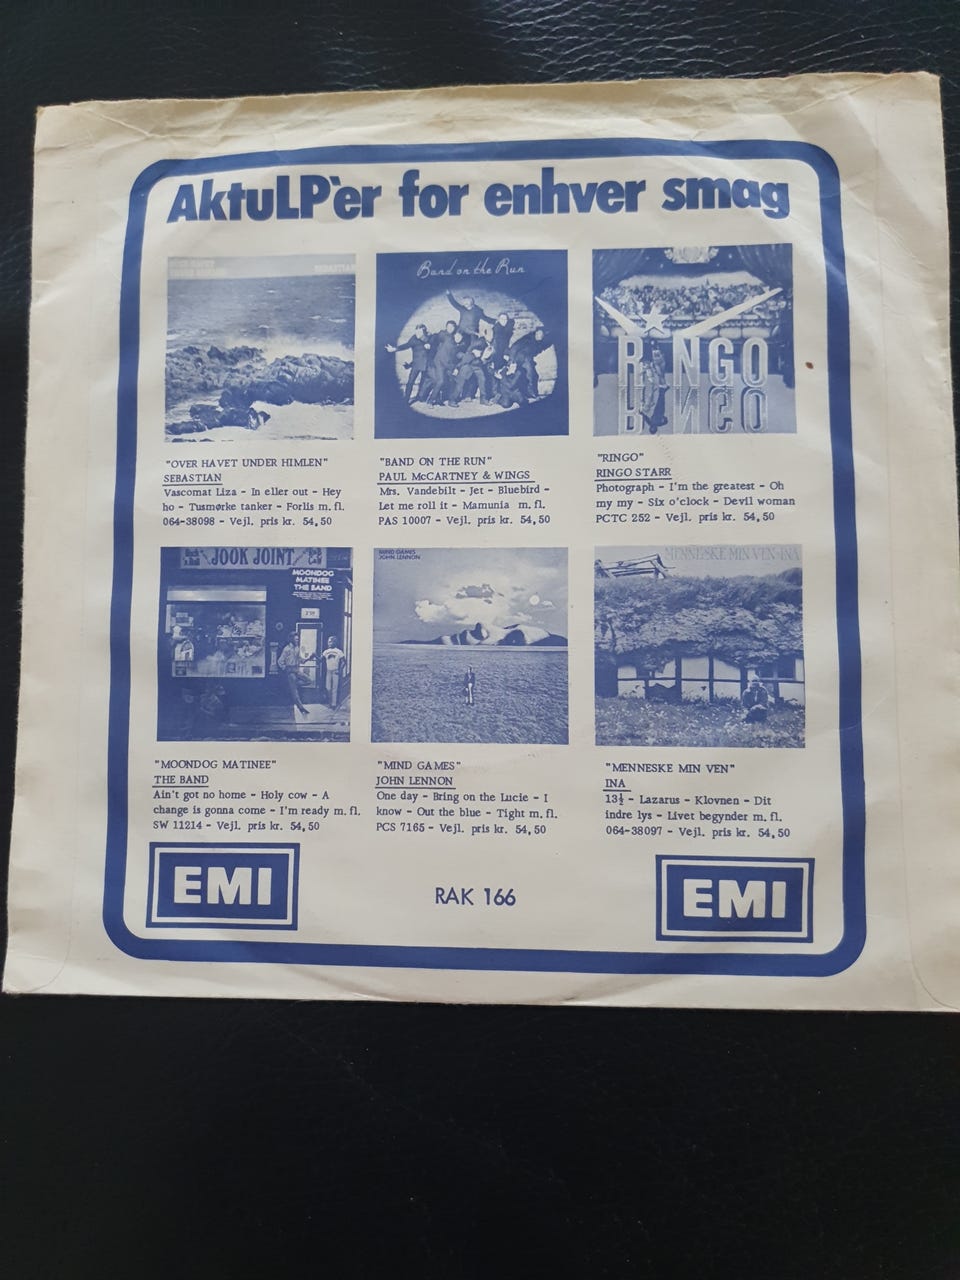 AktuLP'er for enhver smag
SEBASTIAN
Band on the Run
RINGO
"OVER HAVET UNDER HIMLEN"
SEBASTIAN
Vascomat Liza - In eller out - Hey
ho - Tusmørke tanker - Forlis m. fl.
064-38098 - Vejl. pris kr. 54,50
"BAND ON THE RUN"
PAUL McCARTNEY & WINGS
Mrs. Vandebilt - Jet - Bluebird -
Let me roll it - Mamunia m. fl.
PAS 10007 - Vejl. pris kr. 54,50
"RINGO"
RINGO STARR
Photograph - I'm the greatest - Oh
my my - Six o'clock - Devil woman
PCTC 252 - Vejl. pris kr. 54,50
JOOK JOINT
MOONDOG
MATINEE
THE BAND
MIND GAMES
JOHN LENNON
MENNESKE MIN VEN-INA
"MOONDOG MATINEE"
THE BAND
Ain't got no home - Holy cow - A
change is gonna come - I'm ready m. fl.
SW 11214 - Vejl. pris kr. 54,50
"MIND GAMES"
JOHN LENNON
One day - Bring on the Lucie - I
know - Out the blue - Tight m. fl.
PCS 7165 - Vejl. pris kr. 54,50
"MENNESKE MIN VEN"
INA
13½ - Lazarus - Klovnen - Dit
indre lys - Livet begynder m. fl.
064-38097 - Vejl. pris kr. 54,50
EMI
RAK 166
EMI